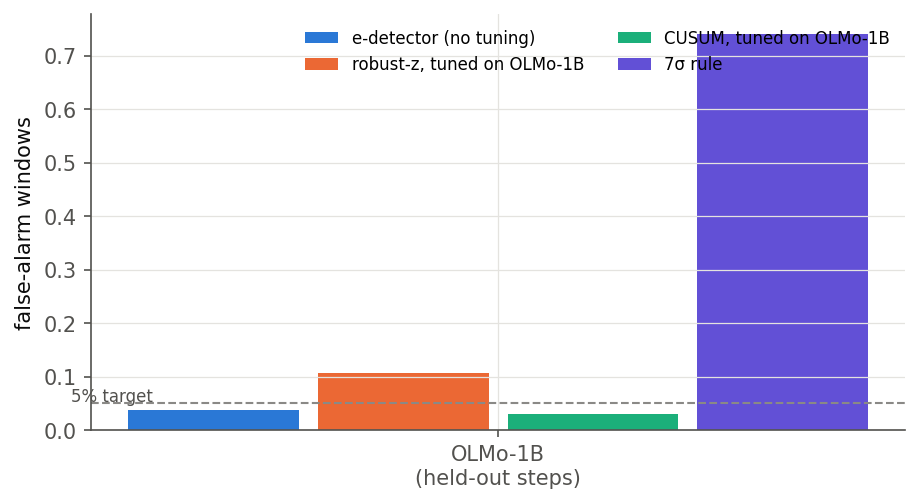 false-alarm windows
0.7
0.6
0.5
0.4
0.3
0.2
0.1
0.0
e-detector (no tuning)
robust-z, tuned on OLMo-1B
CUSUM, tuned on OLMo-1B
7σ rule
5% target
OLMo-1B
(held-out steps)